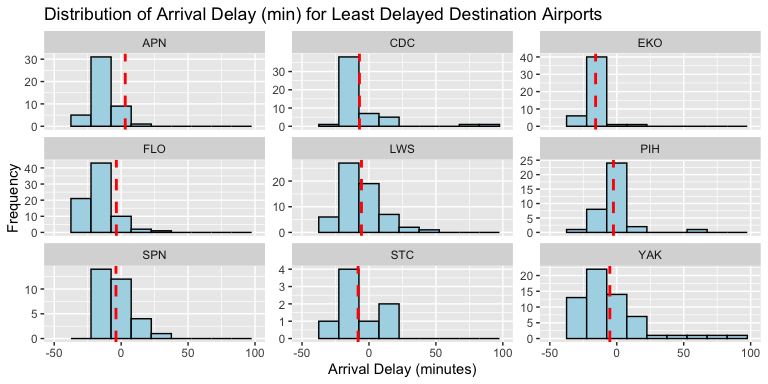 Distribution of Arrival Delay (min) for Least Delayed Destination Airports
APN CDC EKO
30 20 10 0
30 20 10 0
40 30 20 10 0
FLO LWS PIH
40 30 20 10 0
20 10 0
25 20 15 10 5 0
SPN STC YAK
10 5 0
4 3 2 1 0
20 15 10 5 0
-50 0 50 100 -50 0 50 100 -50 0 50 100
Frequency
Arrival Delay (minutes)